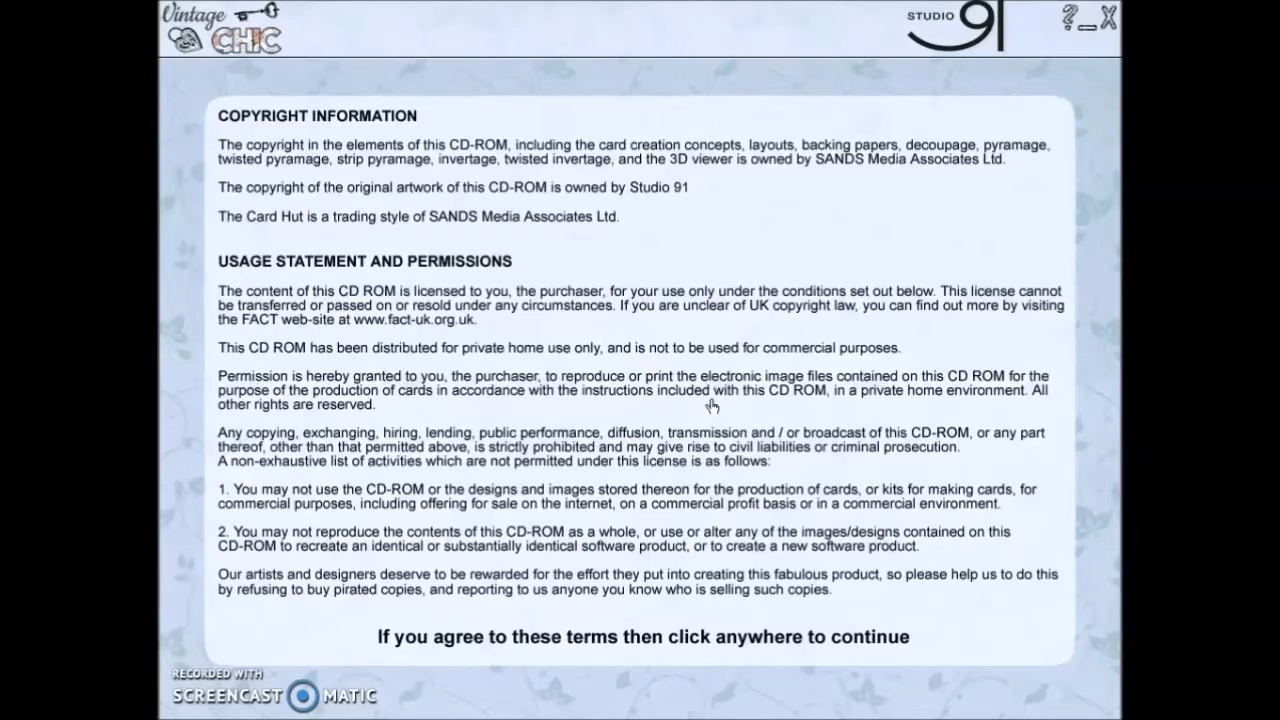 Vintage
CHIC
STUDIO 91
? _ X
COPYRIGHT INFORMATION
The copyright in the elements of this CD-ROM, including the card creation concepts, layouts, backing papers, decoupage, pyramage,
twisted pyramage, strip pyramage, invertage, twisted invertage, and the 3D viewer is owned by SANDS Media Associates Ltd.
The copyright of the original artwork of this CD-ROM is owned by Studio 91
The Card Hut is a trading style of SANDS Media Associates Ltd.
USAGE STATEMENT AND PERMISSIONS
The content of this CD ROM is licensed to you, the purchaser, for your use only under the conditions set out below. This license cannot
be transferred or passed on or resold under any circumstances. If you are unclear of UK copyright law, you can find out more by visiting
the FACT web-site at www.fact-uk.org.uk.
This CD ROM has been distributed for private home use only, and is not to be used for commercial purposes.
Permission is hereby granted to you, the purchaser, to reproduce or print the electronic image files contained on this CD ROM for the
purpose of the production of cards in accordance with the instructions included with this CD ROM, in a private home environment. All
other rights are reserved.
Any copying, exchanging, hiring, lending, public performance, diffusion, transmission and / or broadcast of this CD-ROM, or any part
thereof, other than that permitted above, is strictly prohibited and may give rise to civil liabilities or criminal prosecution.
A non-exhaustive list of activities which are not permitted under this license is as follows:
1. You may not use the CD-ROM or the designs and images stored thereon for the production of cards, or kits for making cards, for
commercial purposes, including offering for sale on the internet, on a commercial profit basis or in a commercial environment.
2. You may not reproduce the contents of this CD-ROM as a whole, or use or alter any of the images/designs contained on this
CD-ROM to recreate an identical or substantially identical software product, or to create a new software product.
Our artists and designers deserve to be rewarded for the effort they put into creating this fabulous product, so please help us to do this
by refusing to buy pirated copies, and reporting to us anyone you know who is selling such copies.
If you agree to these terms then click anywhere to continue
RECORDED WITH
SCREENCAST MATIC